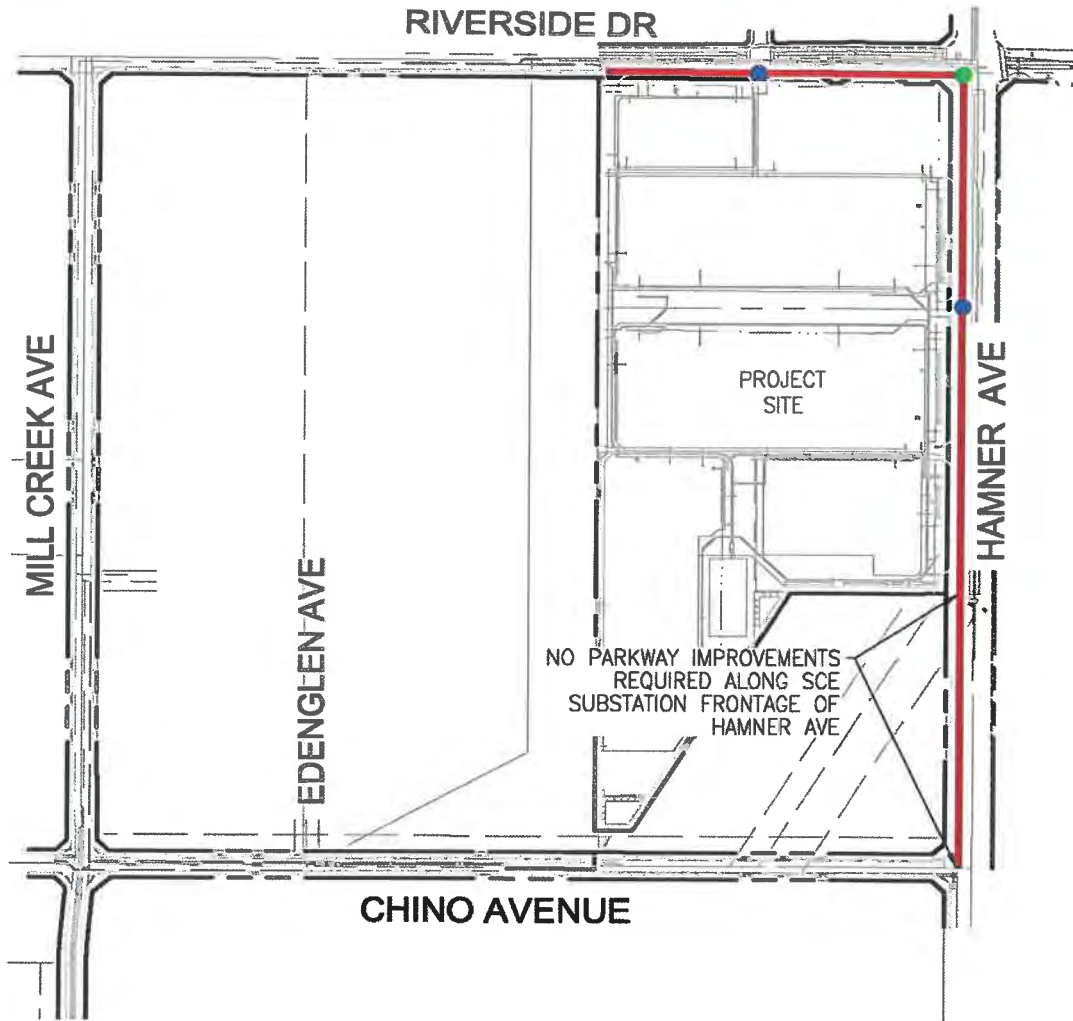 RIVERSIDE DR
MILL CREEK AVE
EDENGLEN AVE
PROJECT
SITE
HAMNER AVE
NO PARKWAY IMPROVEMENTS
REQUIRED ALONG SCE
SUBSTATION FRONTAGE OF
HAMNER AVE
CHINO AVENUE